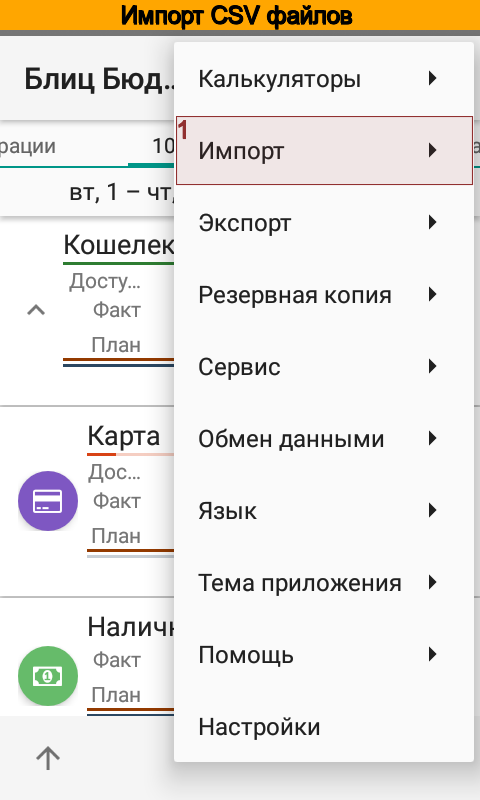 Импорт CSV файлов
Блиц Бюд...
рации
10
вт, 1 – чт,
Кошелек
Досту...
Факт
План
Карта
Дос...
Факт
План
Налич
Факт
План
Калькуляторы
1
Импорт
Экспорт
Резервная копия
Сервис
Обмен данными
Язык
Тема приложения
Помощь
Настройки